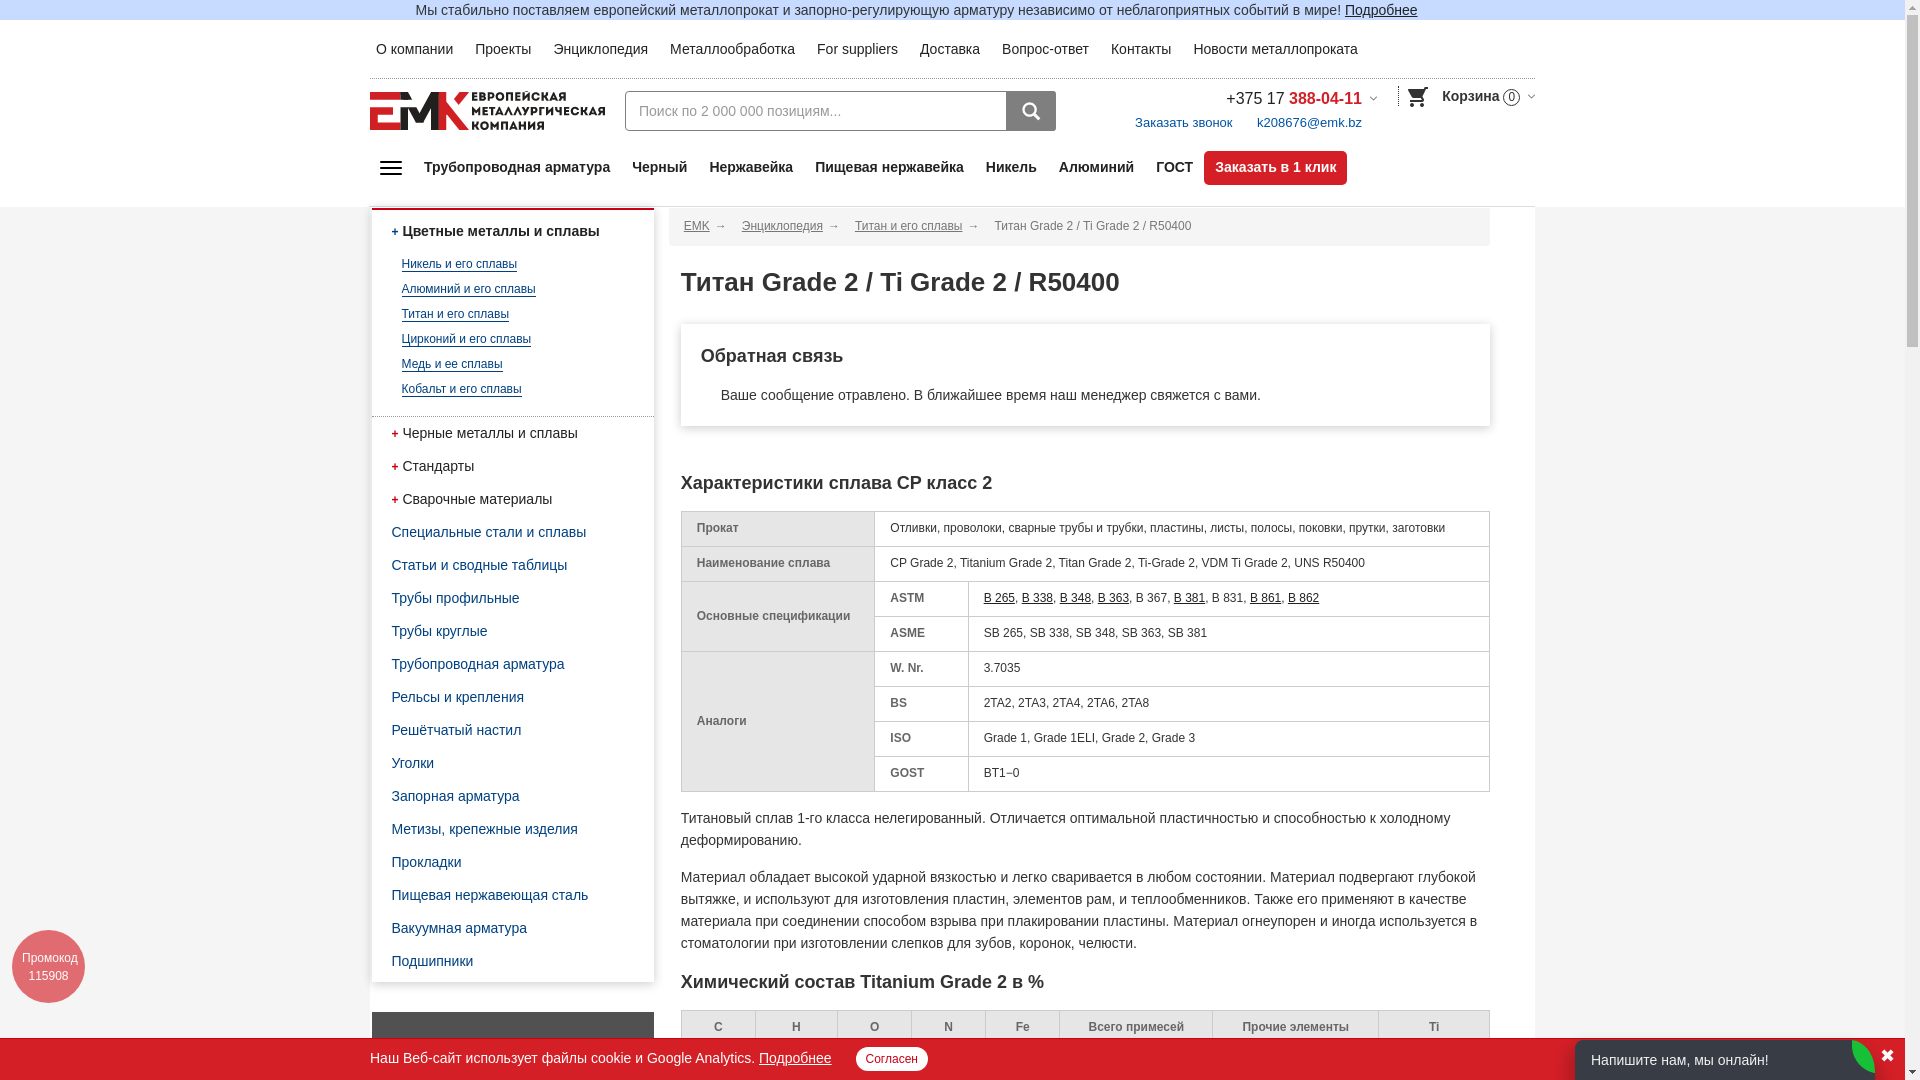 Мы стабильно поставляем европейский металлопрокат и запорно-регулирующую арматуру независимо от неблагоприятных событий в мире! Подробнее
О компании Проекты Энциклопедия Металлообработка For suppliers Доставка Вопрос-ответ Контакты Новости металлопроката
ЕМК ЕВРОПЕЙСКАЯ
МЕТАЛЛУРГИЧЕСКАЯ
КОМПАНИЯ
Поиск по 2 000 000 позициям...
+375 17 388-04-11
Заказать звонок k208676@emk.bz
Корзина 0
Трубопроводная арматура Черный Нержавейка Пищевая нержавейка Никель Алюминий ГОСТ Заказать в 1 клик
+ Цветные металлы и сплавы
Никель и его сплавы
Алюминий и его сплавы
Титан и его сплавы
Цирконий и его сплавы
Медь и ее сплавы
Кобальт и его сплавы
+ Черные металлы и сплавы
+ Стандарты
+ Сварочные материалы
Специальные стали и сплавы
Статьи и сводные таблицы
Трубы профильные
Трубы круглые
Трубопроводная арматура
Рельсы и крепления
Решётчатый настил
Уголки
Запорная арматура
Метизы, крепежные изделия
Прокладки
Пищевая нержавеющая сталь
Вакуумная арматура
Подшипники
ЕМК → Энциклопедия → Титан и его сплавы → Титан Grade 2 / Ti Grade 2 / R50400
Титан Grade 2 / Ti Grade 2 / R50400
Обратная связь
Ваше сообщение отравлено. В ближайшее время наш менеджер свяжется с вами.
Характеристики сплава СР класс 2
Прокат Отливки, проволоки, сварные трубы и трубки, пластины, листы, полосы, поковки, прутки, заготовки
Наименование сплава CP Grade 2, Titanium Grade 2, Titan Grade 2, Ti-Grade 2, VDM Ti Grade 2, UNS R50400
Основные спецификации ASTM B 265, B 338, B 348, B 363, B 367, B 381, B 831, B 861, B 862
ASME SB 265, SB 338, SB 348, SB 363, SB 381
Аналоги W. Nr. 3.7035
BS 2TA2, 2TA3, 2TA4, 2TA6, 2TA8
ISO Grade 1, Grade 1ELI, Grade 2, Grade 3
GOST ВТ1−0
Титановый сплав 1-го класса нелегированный. Отличается оптимальной пластичностью и способностью к холодному
деформированию.
Материал обладает высокой ударной вязкостью и легко сваривается в любом состоянии. Материал подвергают глубокой
вытяжке, и используют для изготовления пластин, элементов рам, и теплообменников. Также его применяют в качестве
материала при соединении способом взрыва при плакировании пластины. Материал огнеупорен и иногда используется в
стоматологии при изготовлении слепков для зубов, коронок, челюсти.
Химический состав Titanium Grade 2 в %
C H O N Fe Всего примесей Прочие элементы Ti
Промокод
115908
Наш Веб-сайт использует файлы cookie и Google Analytics. Подробнее Согласен
Напишите нам, мы онлайн!